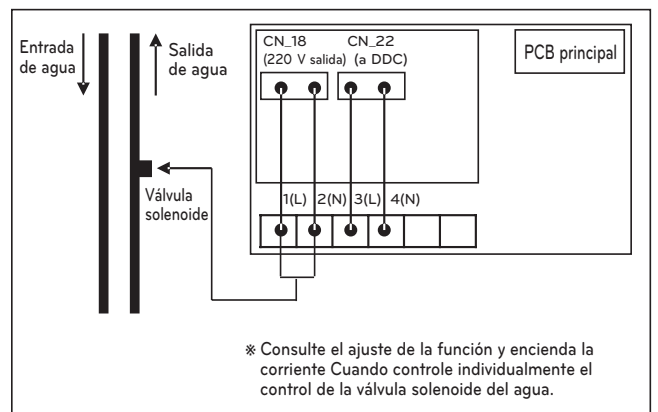 Entrada
de agua
Salida
de agua
CN_18
(220 V salida)
CN_22
(a DDC)
PCB principal
Válvula
solenoide
1(L) 2(N) 3(L) 4(N)
※ Consulte el ajuste de la función y encienda la
corriente Cuando controle individualmente el
control de la válvula solenoide del agua.